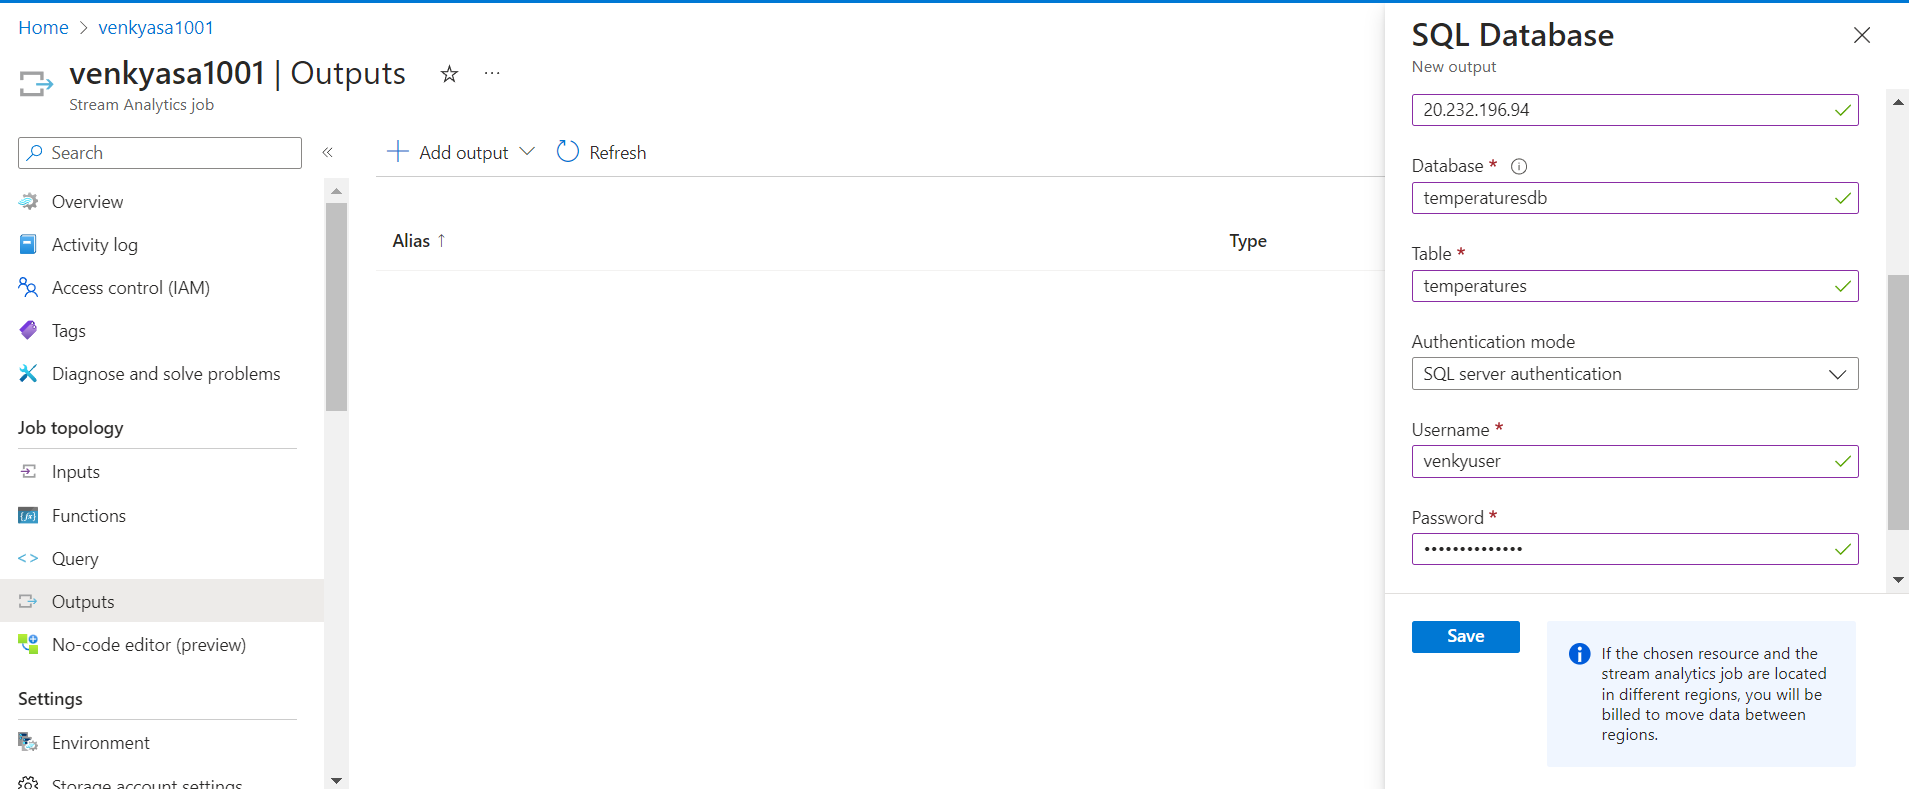 Home > venkyasa1001
venkyasa1001 | Outputs ☆ ...
Stream Analytics job
Search «
Overview
Activity log
Access control (IAM)
Tags
Diagnose and solve problems
Job topology
Inputs
Functions
Query
Outputs
No-code editor (preview)
Settings
Environment
Storage account settings
+ Add output Refresh
Alias ↑ Type
SQL Database
New output
20.232.196.94
Database *
temperaturesdb
Table *
temperatures
Authentication mode
SQL server authentication
Username *
venkyuser
Password *
••••••••••••••
Save
If the chosen resource and the
stream analytics job are located
in different regions, you will be
billed to move data between
regions.